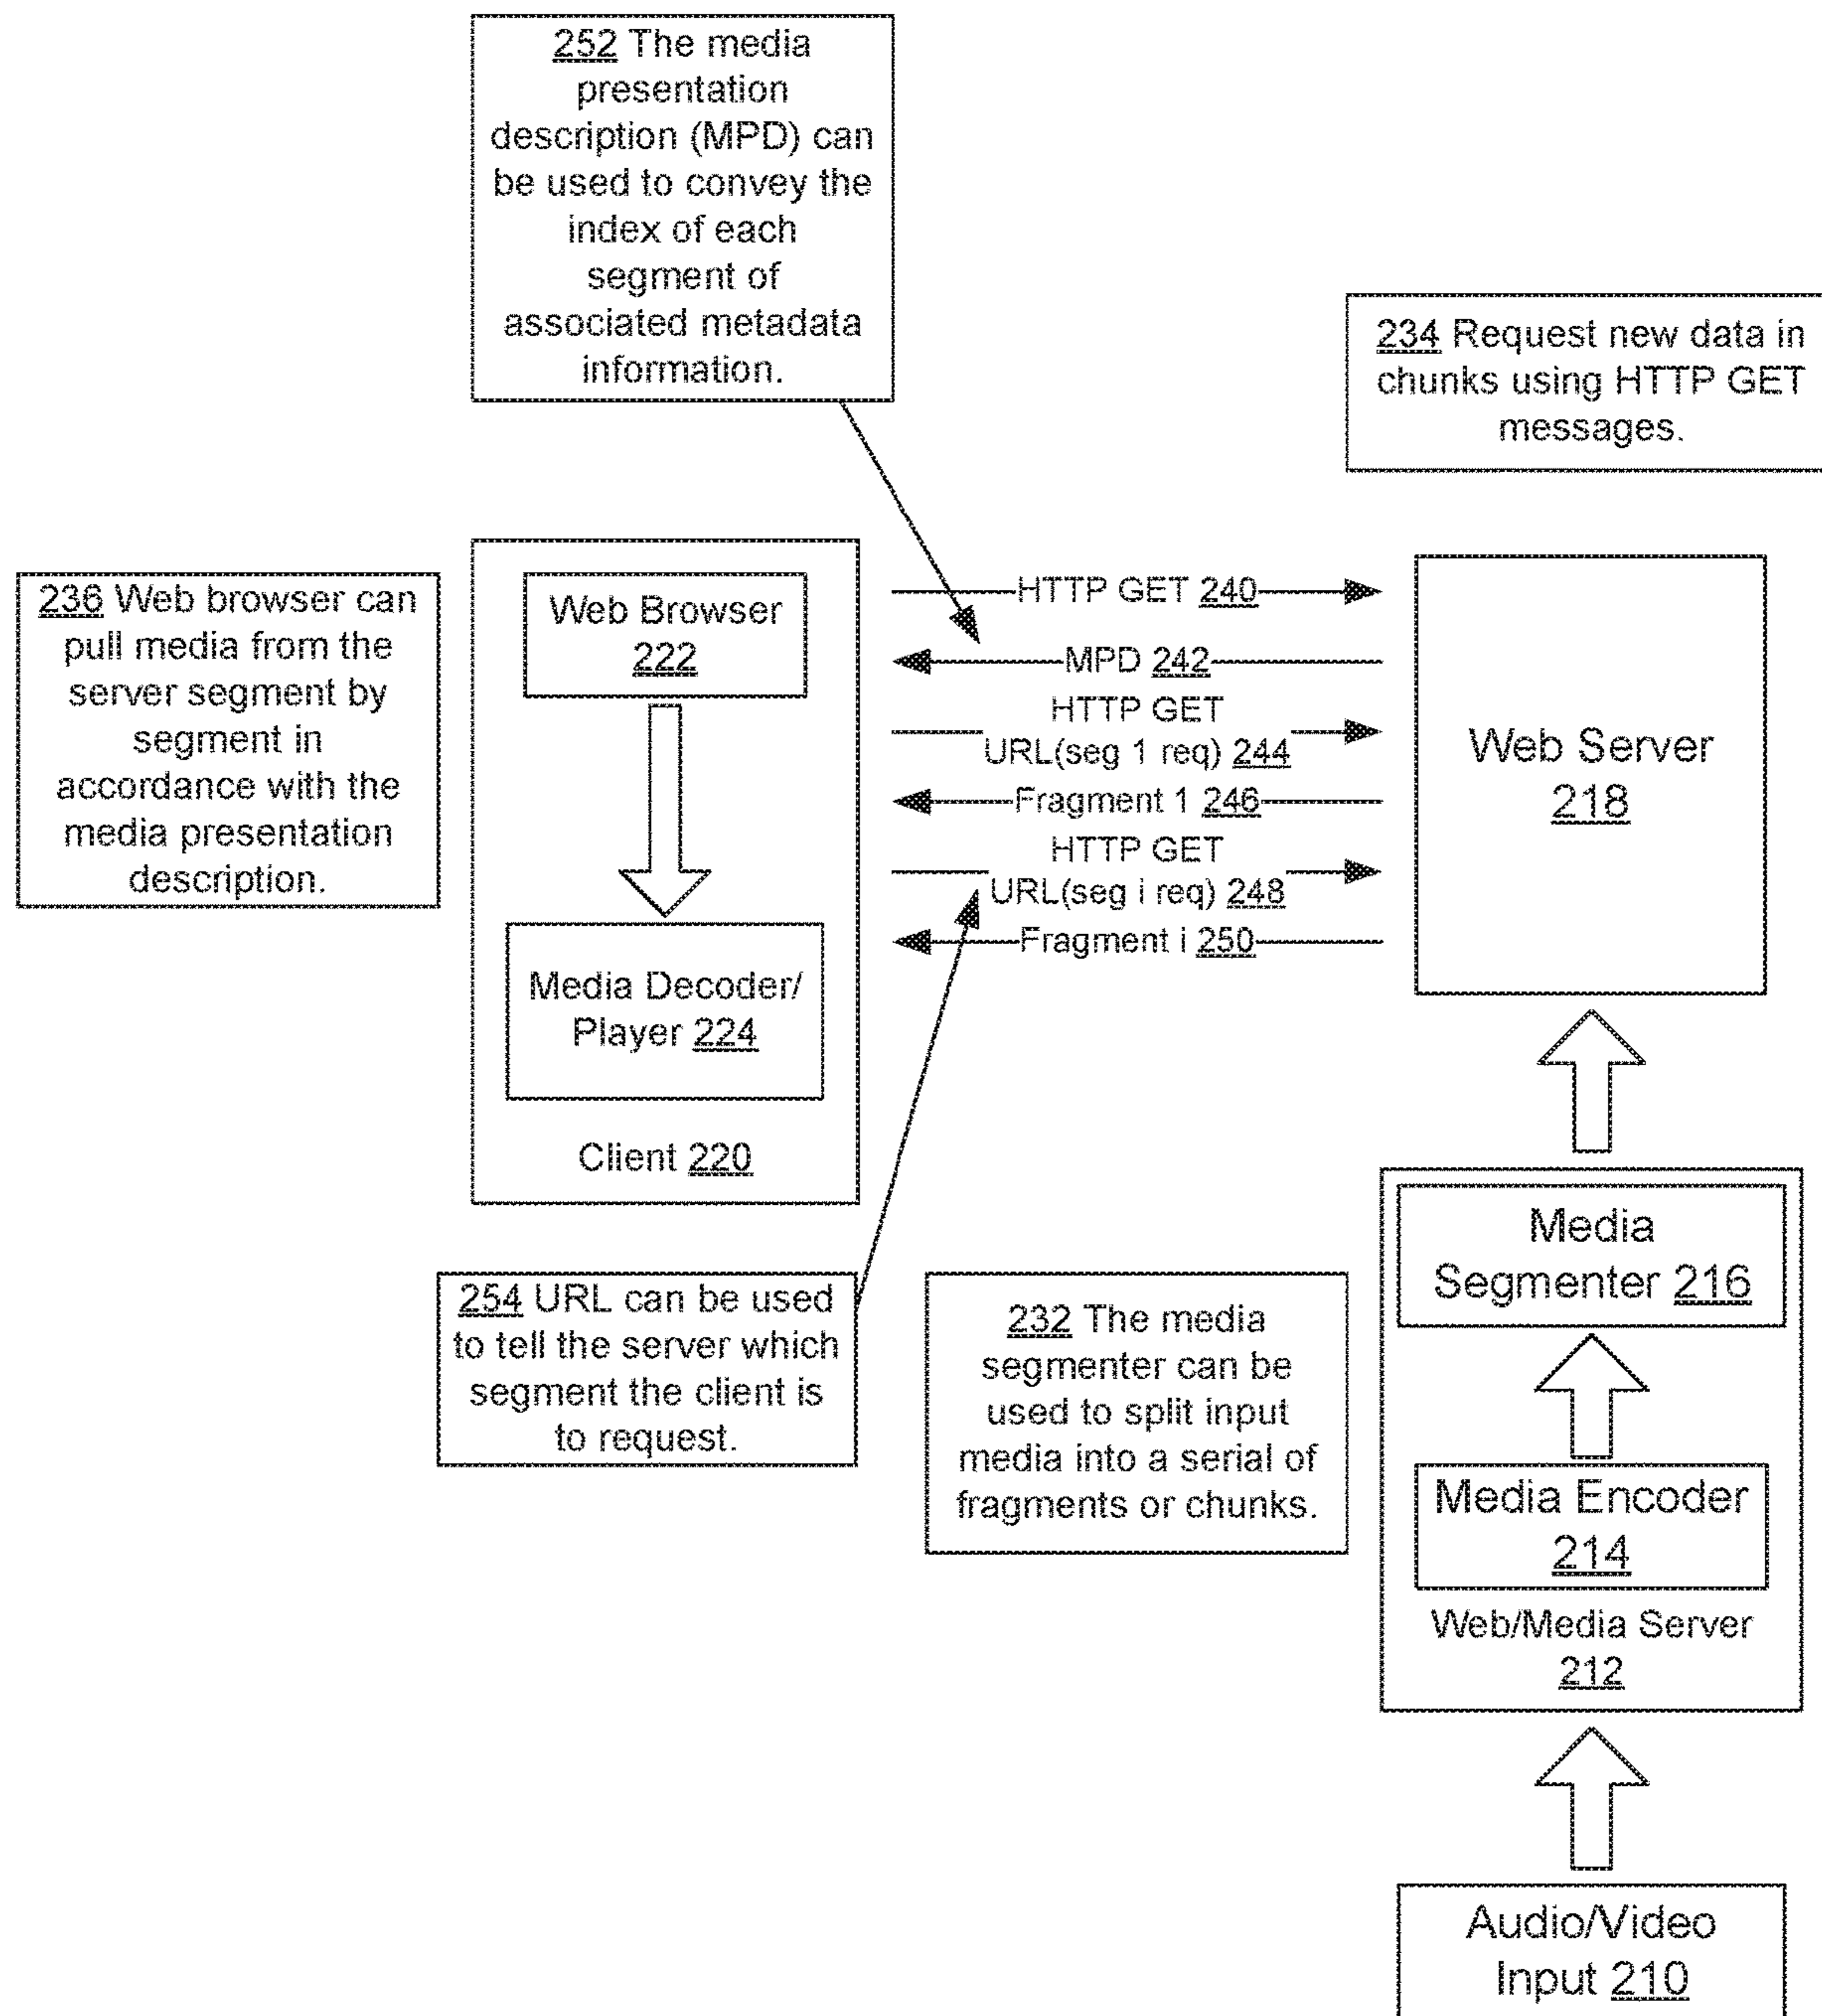 252 The media
presentation
description (MPD) can
be used to convey the
index of each
segment of
associated metadata
information.
234 Request new data in
chunks using HTTP GET
messages.
236 Web browser can
pull media from the
server segment by
segment in
accordance with the
media presentation
description.
Web Browser
222
Media Decoder/
Player 224
Client 220
HTTP GET 240
MPD 242
HTTP GET
URL(seg 1 req) 244
Fragment 1 246
HTTP GET
URL(seg i req) 248
Fragment i 250
Web Server
218
254 URL can be used
to tell the server which
segment the client is
to request.
232 The media
segmenter can be
used to split input
media into a serial of
fragments or chunks.
Media
Segmenter 216
Media Encoder
214
Web/Media Server
212
Audio/Video
Input 210